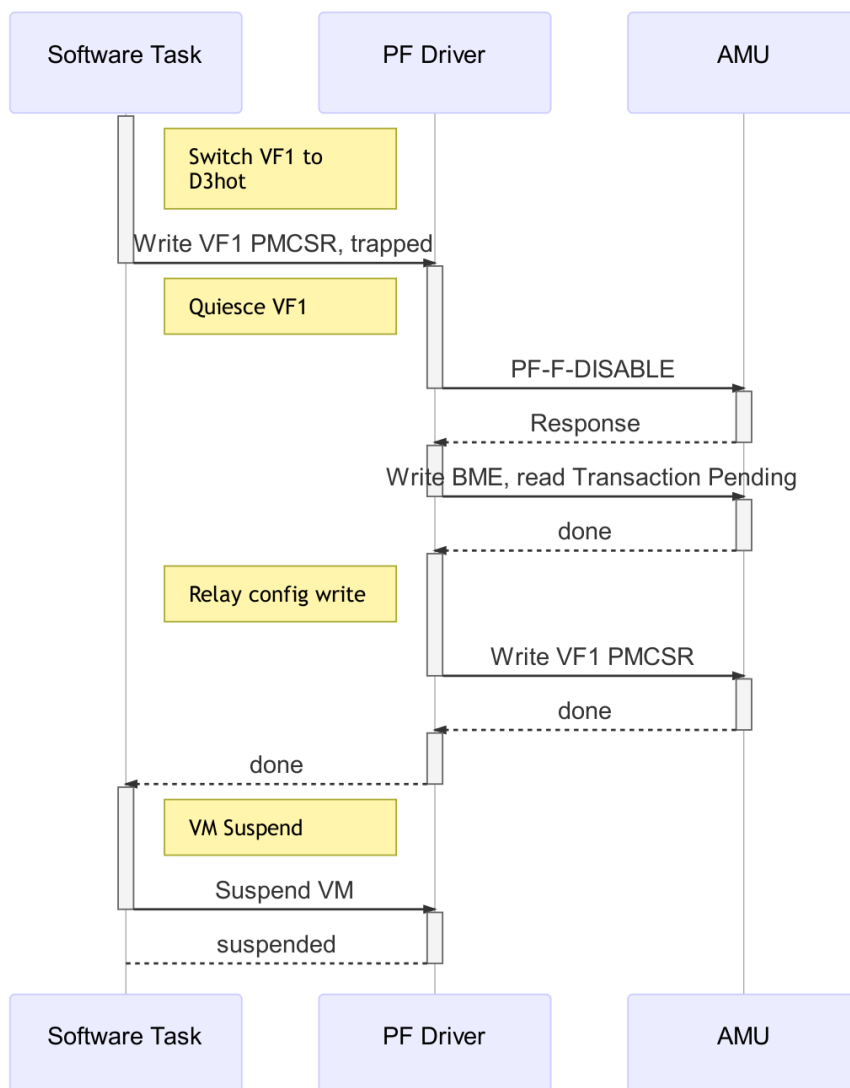 Software Task
PF Driver
AMU
Switch VF1 to
D3hot
Write VF1 PMCSR, trapped
Quiesce VF1
PF-F-DISABLE
Response
Write BME, read Transaction Pending
done
Relay config write
Write VF1 PMCSR
done
done
VM Suspend
Suspend VM
suspended
Software Task
PF Driver
AMU